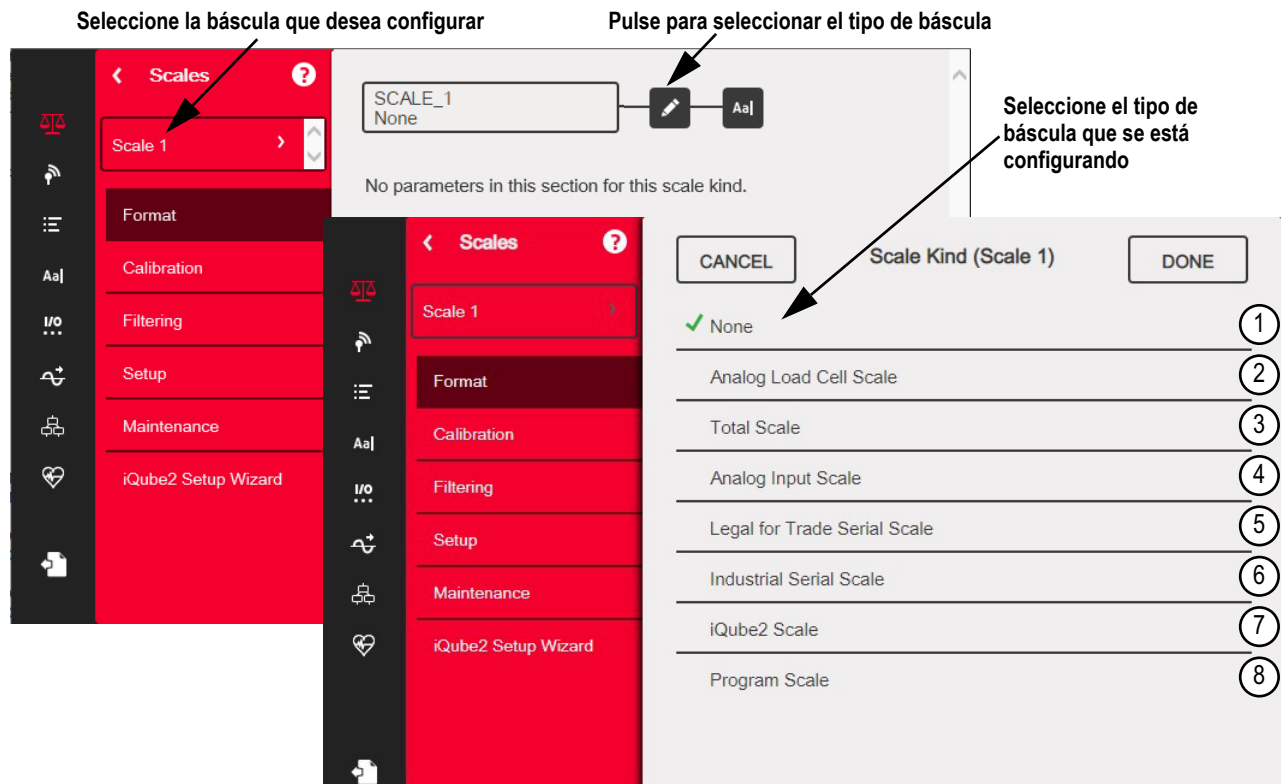 Seleccione la báscula que desea configurar
Pulse para seleccionar el tipo de báscula
Scales
?
Scale 1
Format
Calibration
Filtering
Setup
Maintenance
iQube2 Setup Wizard
Aa
I/O
SCALE_1
None
Aa
No parameters in this section for this scale kind.
Seleccione el tipo de
báscula que se está
configurando
Scales
?
Scale 1
Format
Calibration
Filtering
Setup
Maintenance
iQube2 Setup Wizard
Aa
I/O
CANCEL
Scale Kind (Scale 1)
DONE
None 1
Analog Load Cell Scale 2
Total Scale 3
Analog Input Scale 4
Legal for Trade Serial Scale 5
Industrial Serial Scale 6
iQube2 Scale 7
Program Scale 8